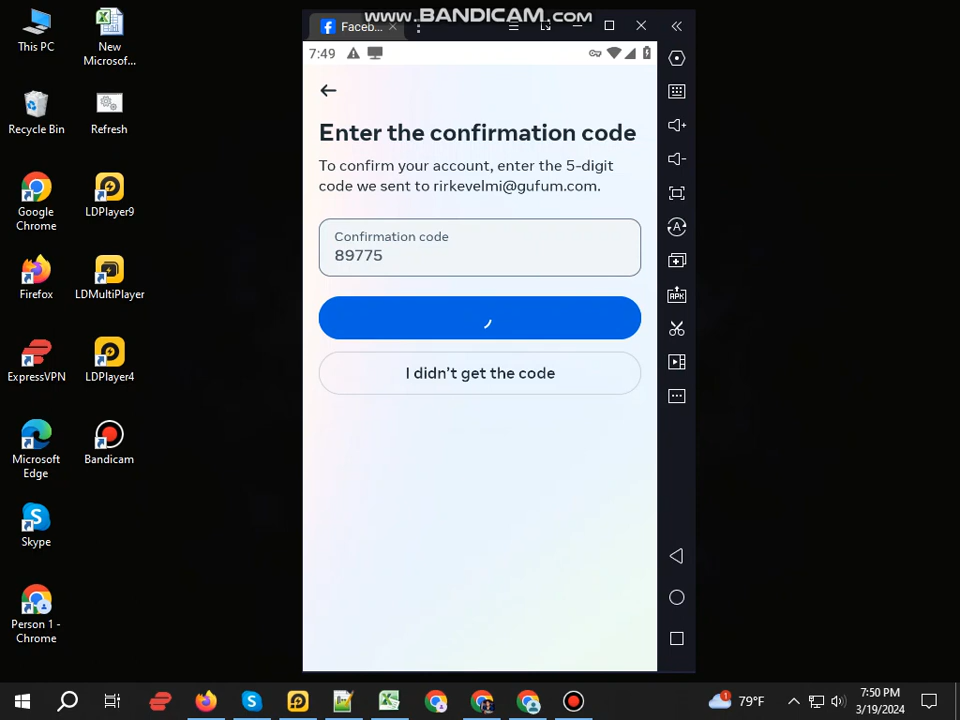 www.BANDICAM.com
This PC
New
Microsof...
Recycle Bin
Refresh
Google
Chrome
LDPlayer9
Firefox
LDMultiPlayer
ExpressVPN
LDPlayer4
Microsoft
Edge
Bandicam
Skype
Person 1 -
Chrome
Faceb...
7:49
Enter the confirmation code
To confirm your account, enter the 5-digit
code we sent to rirkevelmi@gufum.com.
Confirmation code
89775
I didn't get the code
APK
79°F
7:50 PM
3/19/2024